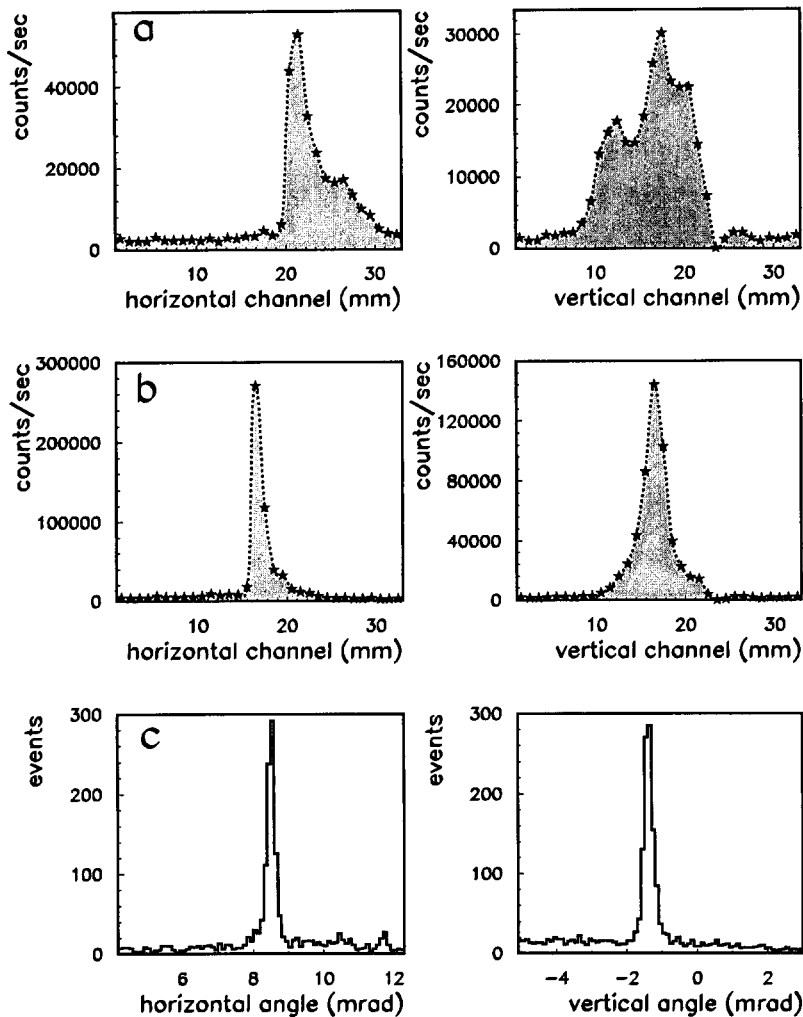 a
counts/sec
40000
20000
0
10 20 30
horizontal channel (mm)
counts/sec
30000
20000
10000
0
10 20 30
vertical channel (mm)
b
counts/sec
300000
200000
100000
0
10 20 30
horizontal channel (mm)
counts/sec
160000
120000
80000
40000
0
10 20 30
vertical channel (mm)
c
events
300
200
100
0
6 8 10 12
horizontal angle (mrad)
events
300
200
100
0
−4 −2 0 2
vertical angle (mrad)